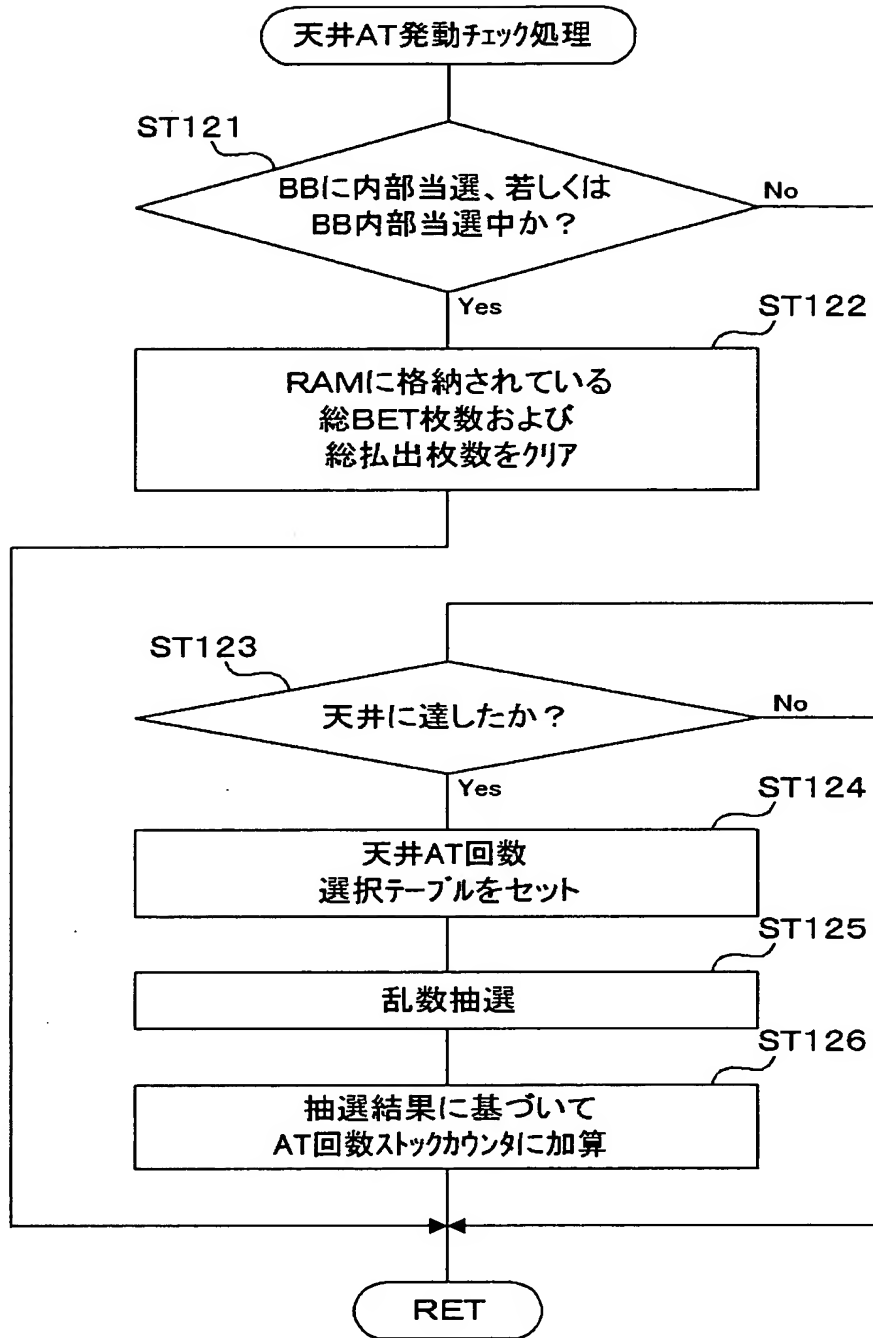 天井AT発動チェック処理
ST121
BBに内部当選、若しくは
BB内部当選中か?
No
Yes
ST122
RAMに格納されている
総BET枚数および
総払出枚数をクリア
ST123
天井に達したか?
No
Yes
ST124
天井AT回数
選択テーブルをセット
ST125
乱数抽選
ST126
抽選結果に基づいて
AT回数ストックカウンタに加算
RET